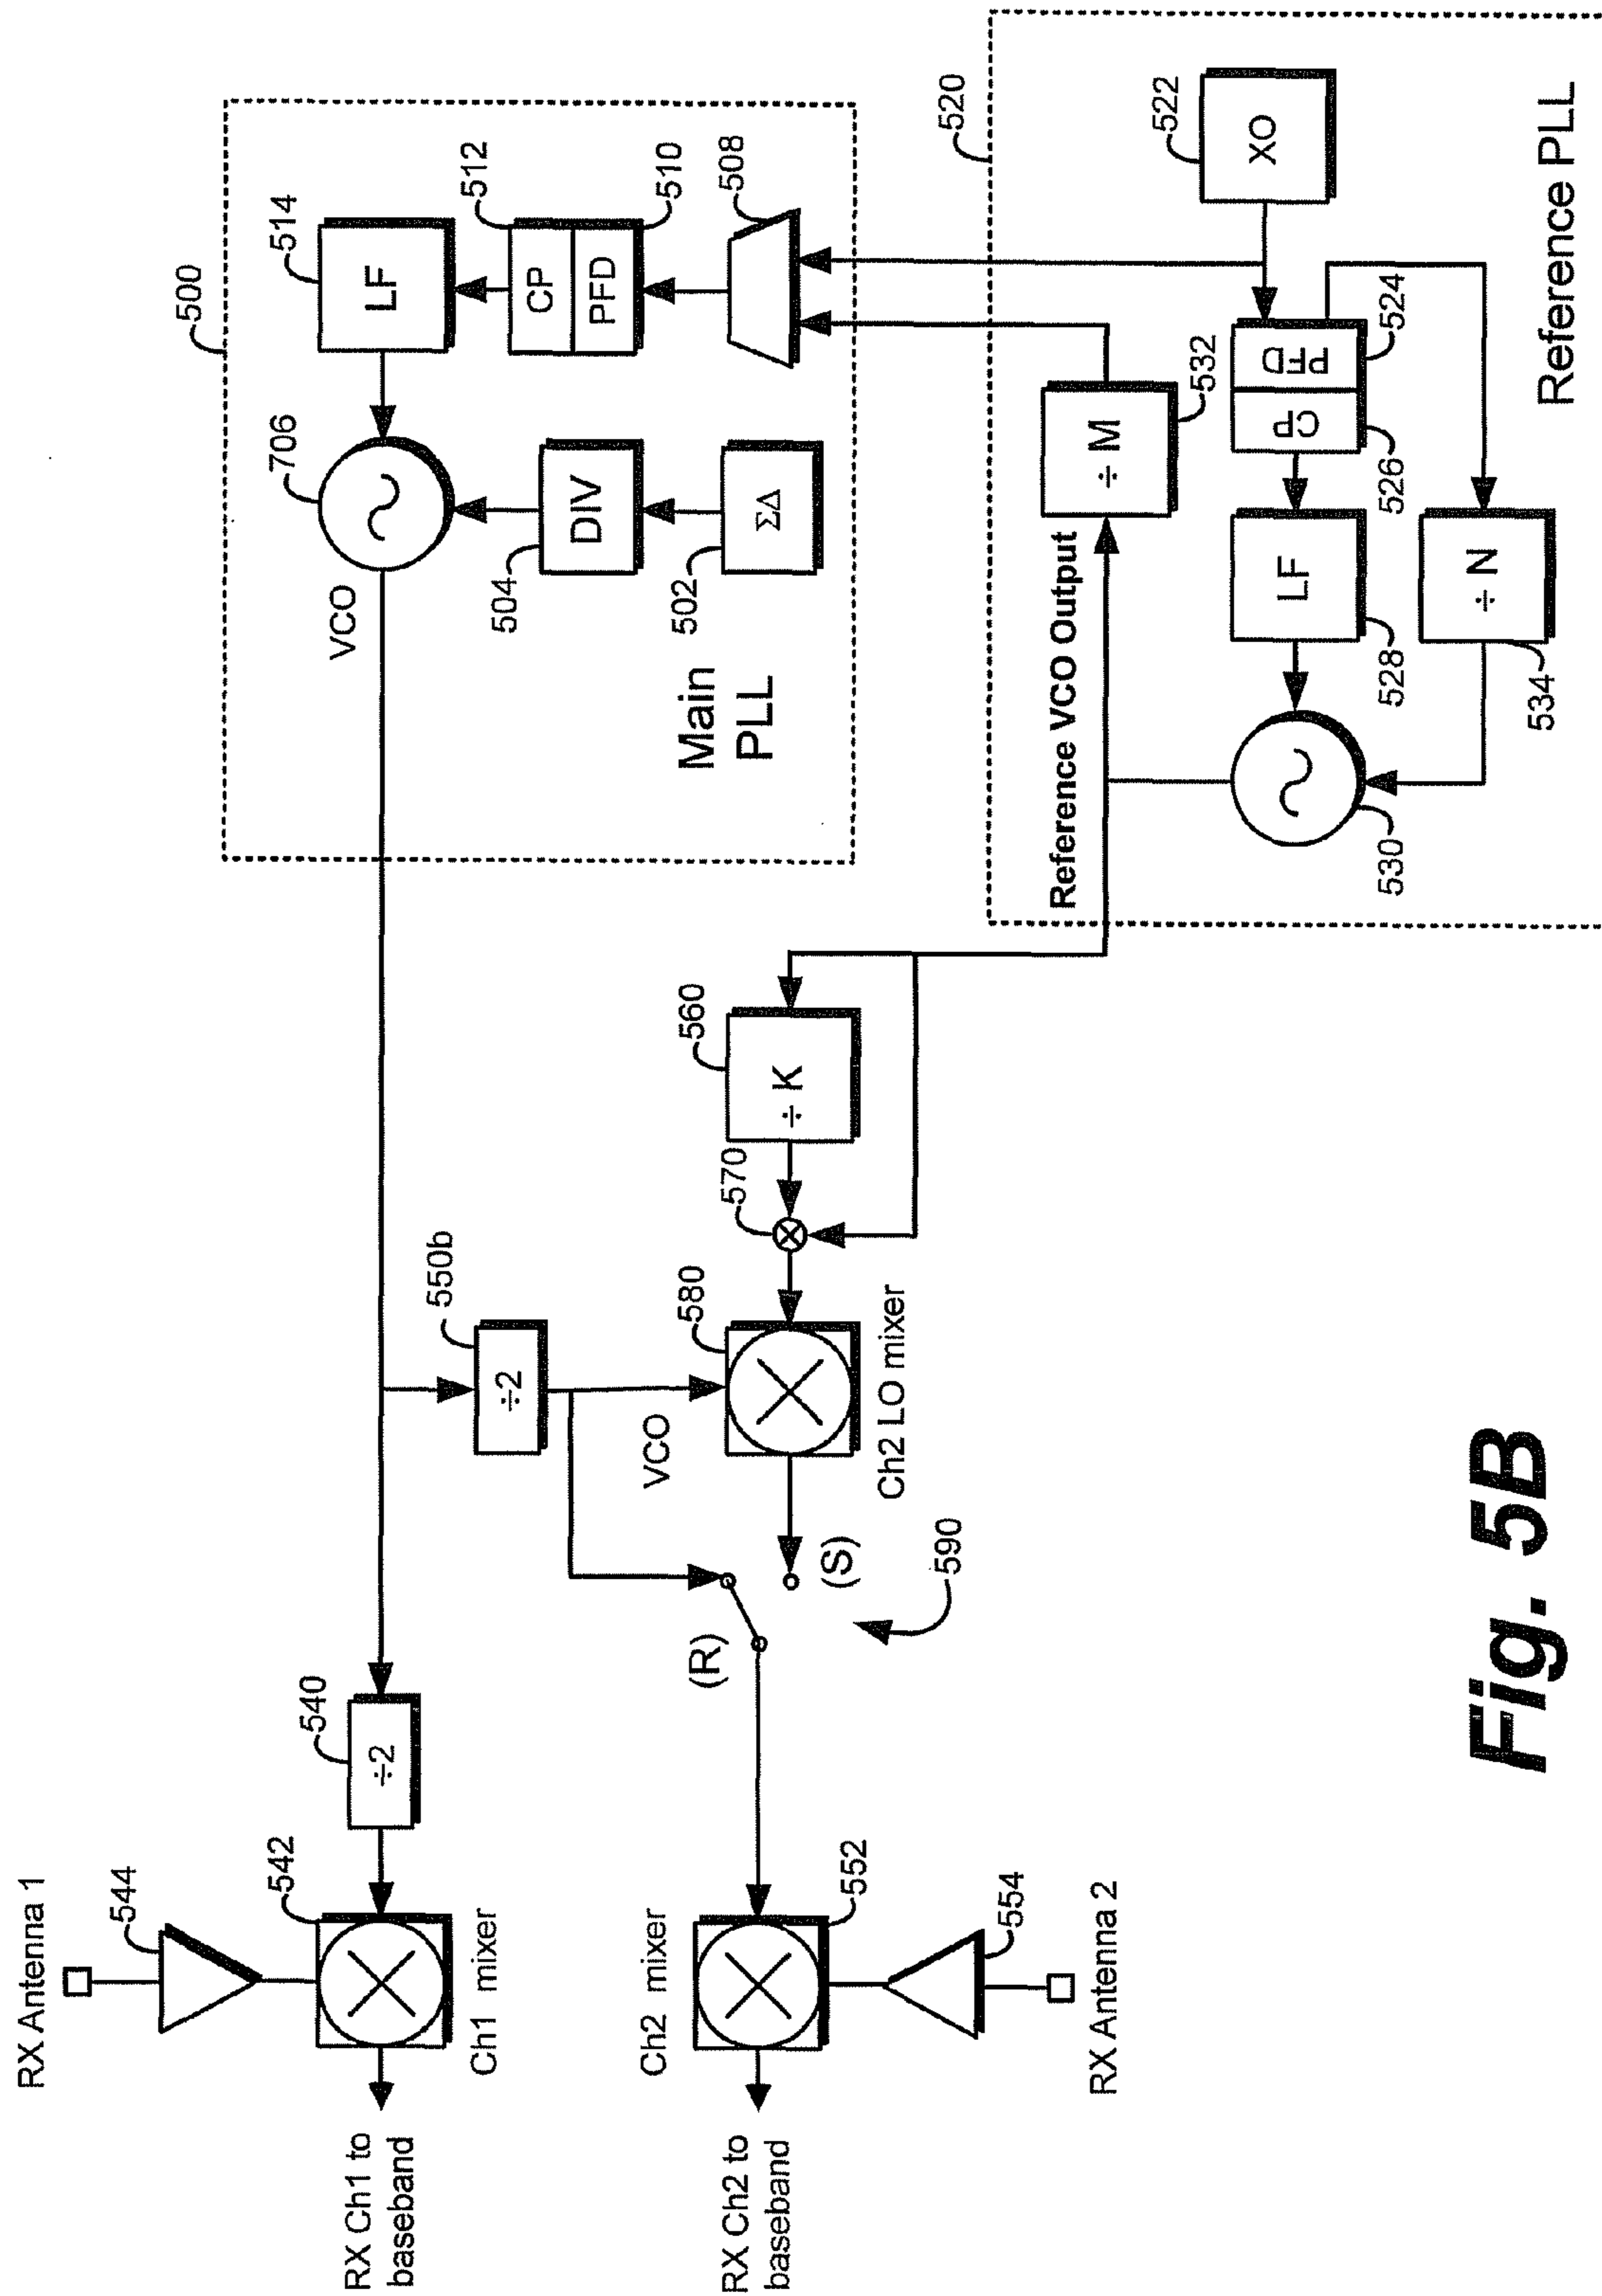 RX Antenna 1
544
542
Ch1 mixer
RX Ch1 to
baseband
540
÷2
VCO
500
706
514
LF
512
CP
PFD
510
508
504
DIV
502
ΣΔ
Main
PLL
550b
÷2
VCO
580
Ch2 LO mixer
570
560
÷ K
(R)
(S)
590
Ch2 mixer
552
554
RX Antenna 2
RX Ch2 to
baseband
520
522
XO
532
÷ M
Reference VCO Output
PFD
524
CP
526
LF
528
530
÷ N
534
Reference PLL
Fig. 5B